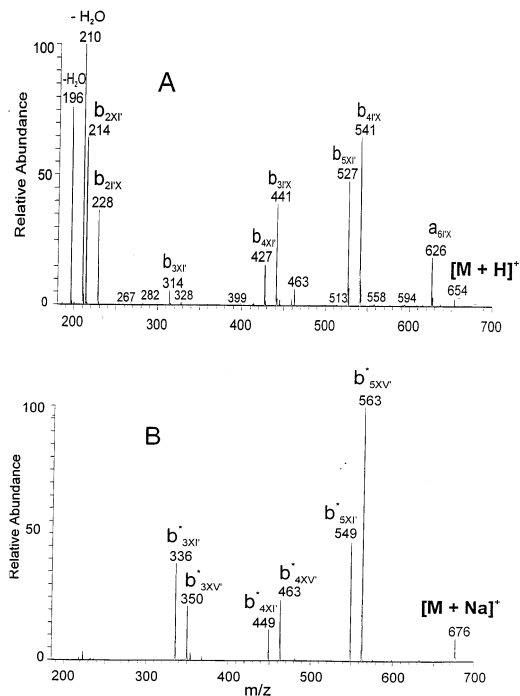 - H₂O
100 210
-H₂O
196
A
b2XI'
214
b4I'X
541
b5XI'
527
50
b2I'X
228
b3I'X
441
b4XI'
427
a6I'X
626
[M + H]⁺
654
b3XI'
314
463
267 282 328 399 513 558 594
0
200 300 400 500 600 700
Relative Abundance
b*5XV'
563
100
B
b*5XI'
549
50
b*3XI'
336
b*3XV'
350
b*4XV'
463
b*4XI'
449
[M + Na]⁺
676
0
200 300 400 500 600 700
Relative Abundance
m/z